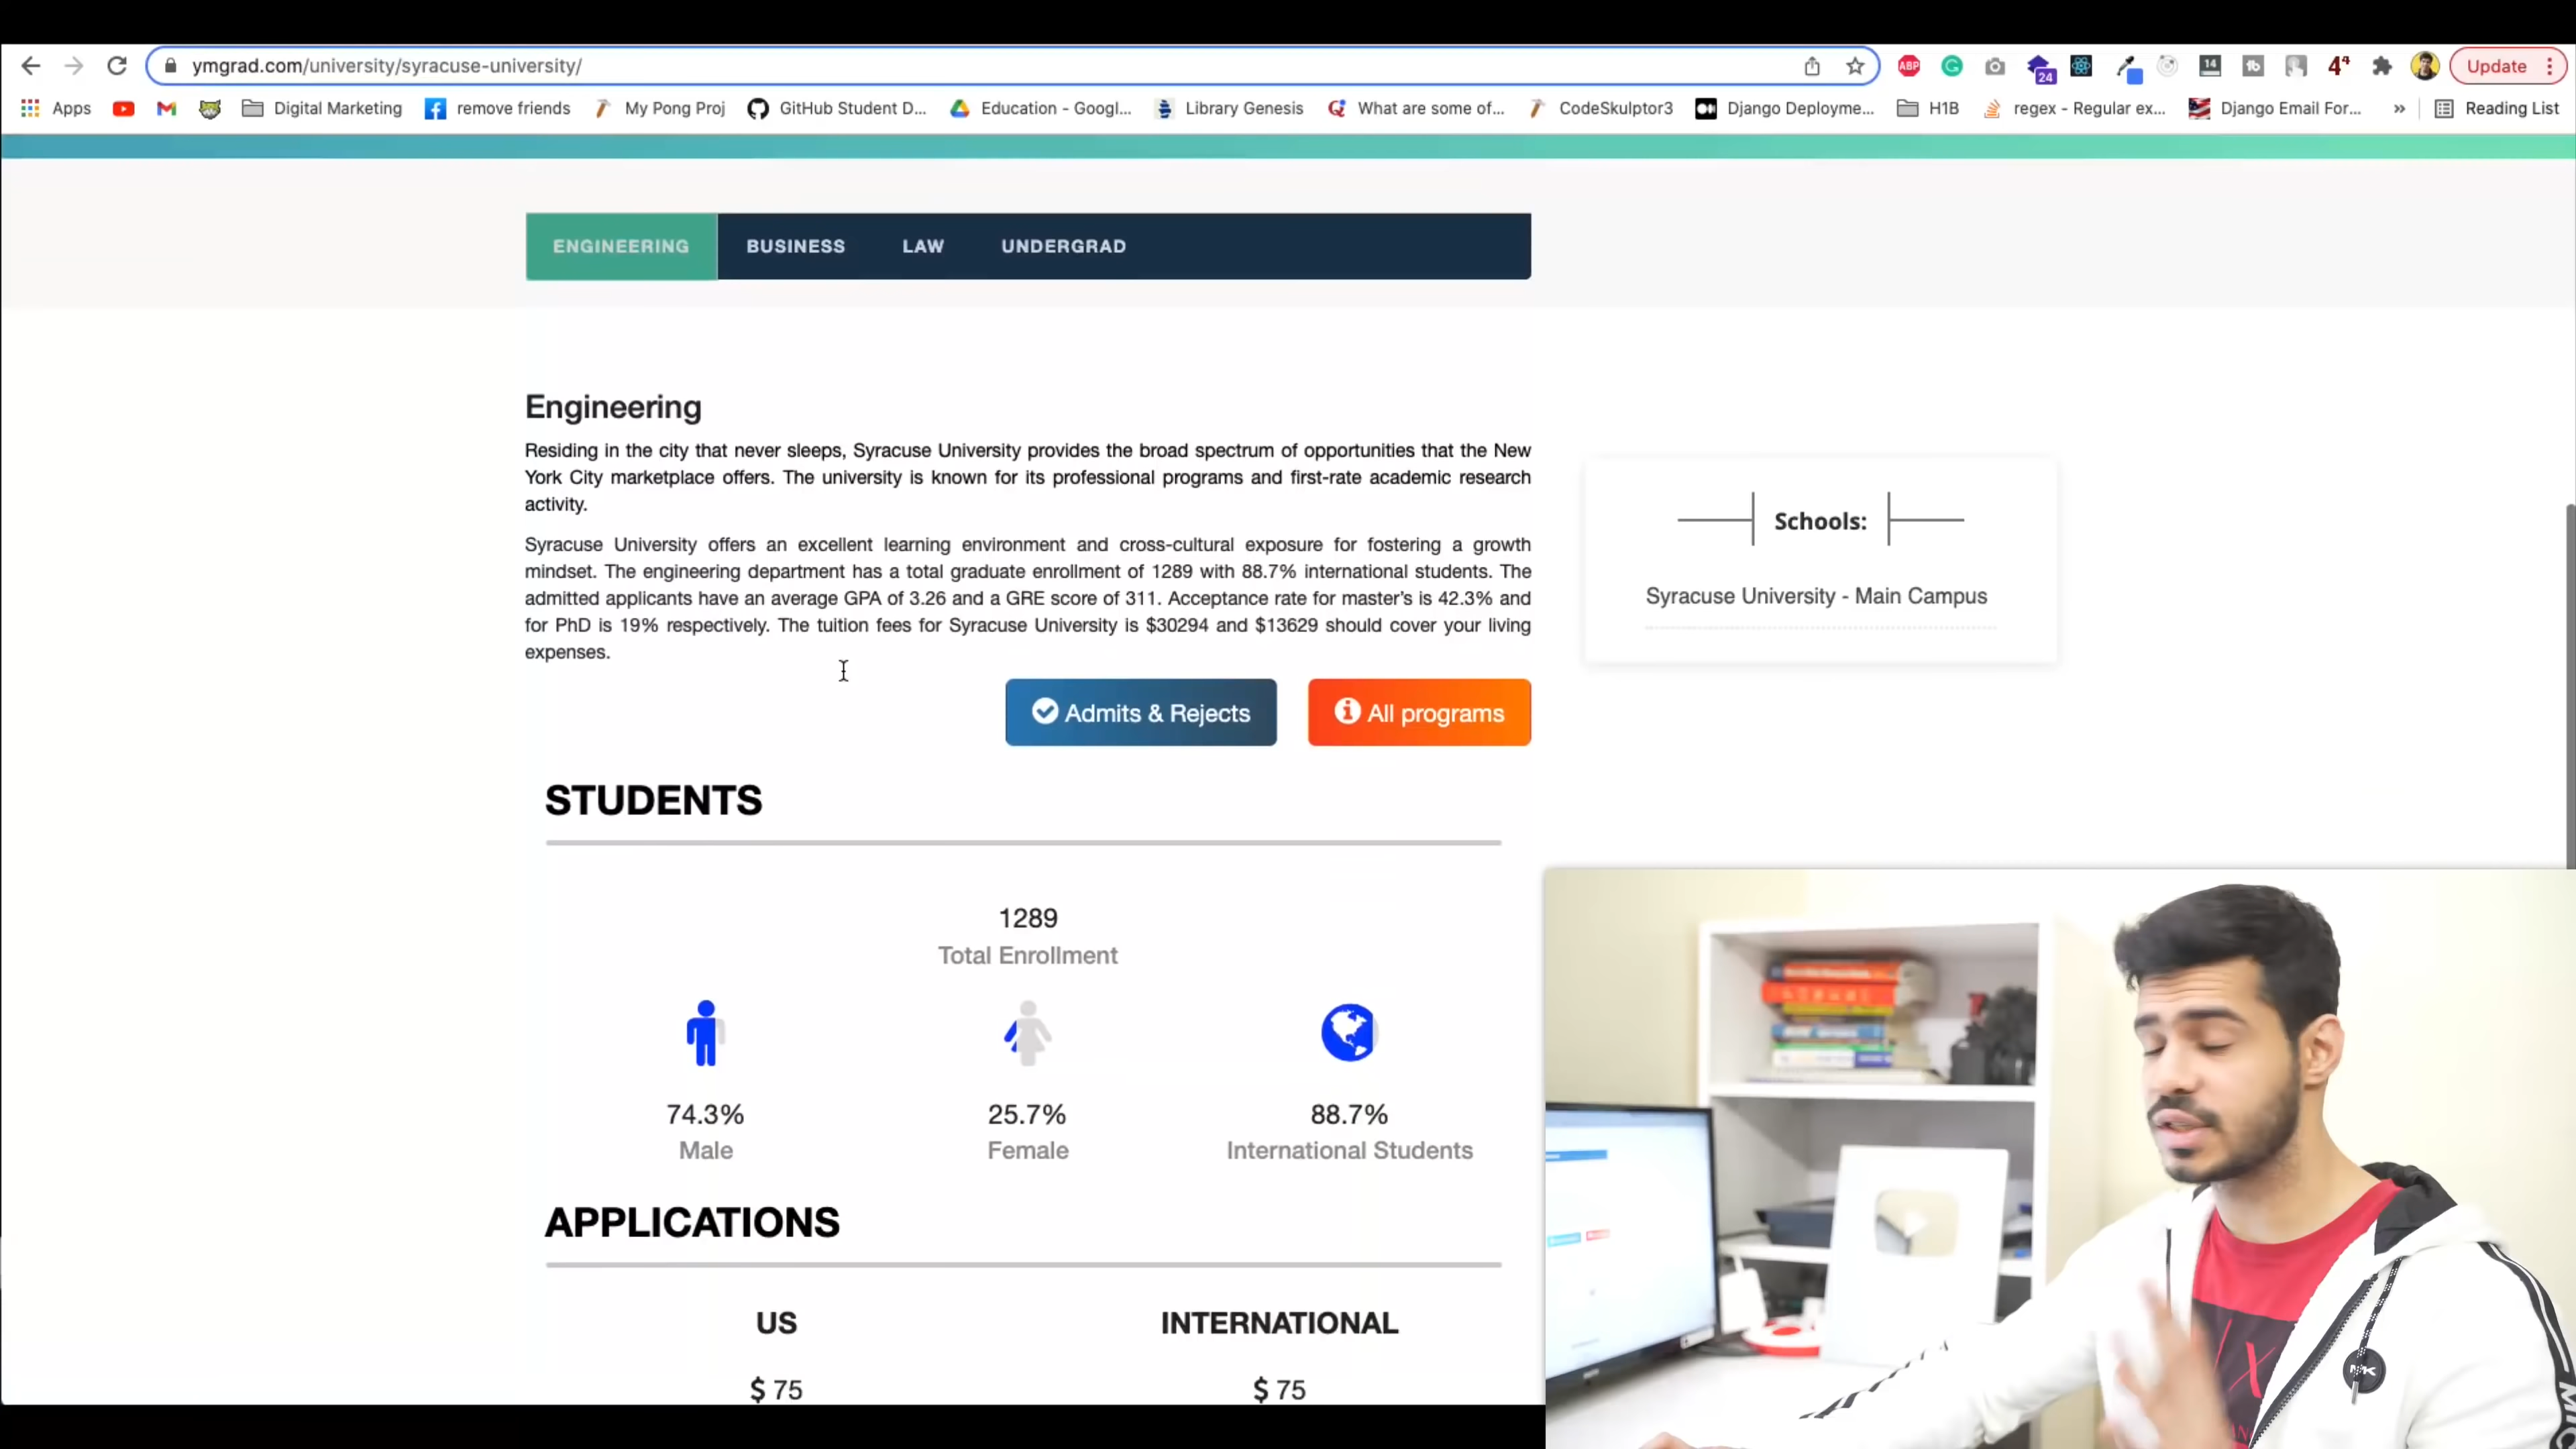 ymgrad.com/university/syracuse-university/
ABP
24
14
Update
Apps
Digital Marketing
remove friends
My Pong Proj
GitHub Student D...
Education - Googl...
Library Genesis
What are some of...
CodeSkulptor3
Django Deployme...
H1B
regex - Regular ex...
Django Email For...
»
Reading List
ENGINEERING BUSINESS LAW UNDERGRAD
Engineering
Residing in the city that never sleeps, Syracuse University provides the broad spectrum of opportunities that the New
York City marketplace offers. The university is known for its professional programs and first-rate academic research
activity.
Syracuse University offers an excellent learning environment and cross-cultural exposure for fostering a growth
mindset. The engineering department has a total graduate enrollment of 1289 with 88.7% international students. The
admitted applicants have an average GPA of 3.26 and a GRE score of 311. Acceptance rate for master's is 42.3% and
for PhD is 19% respectively. The tuition fees for Syracuse University is $30294 and $13629 should cover your living
expenses.
Schools:
Syracuse University - Main Campus
Admits & Rejects
All programs
STUDENTS
1289
Total Enrollment
74.3%
Male
25.7%
Female
88.7%
International Students
APPLICATIONS
US
INTERNATIONAL
$ 75
$ 75